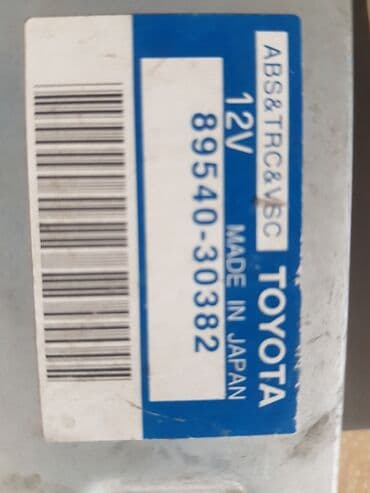 ABS&TRC&VSC TOYOTA
12V MADE IN JAPAN
89540-30382